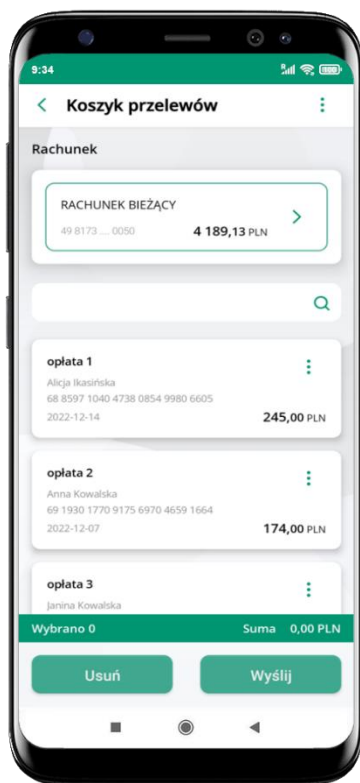 9:34
Koszyk przelewów
Rachunek
RACHUNEK BIEŻĄCY
49 8173 .... 0050 4 189,13 PLN
opłata 1
Alicja Ikasińska
68 8597 1040 4738 0854 9980 6605
2022-12-14 245,00 PLN
opłata 2
Anna Kowalska
69 1930 1770 9175 6970 4659 1664
2022-12-07 174,00 PLN
opłata 3
Janina Kowalska
Wybrano 0 Suma 0,00 PLN
Usuń Wyślij